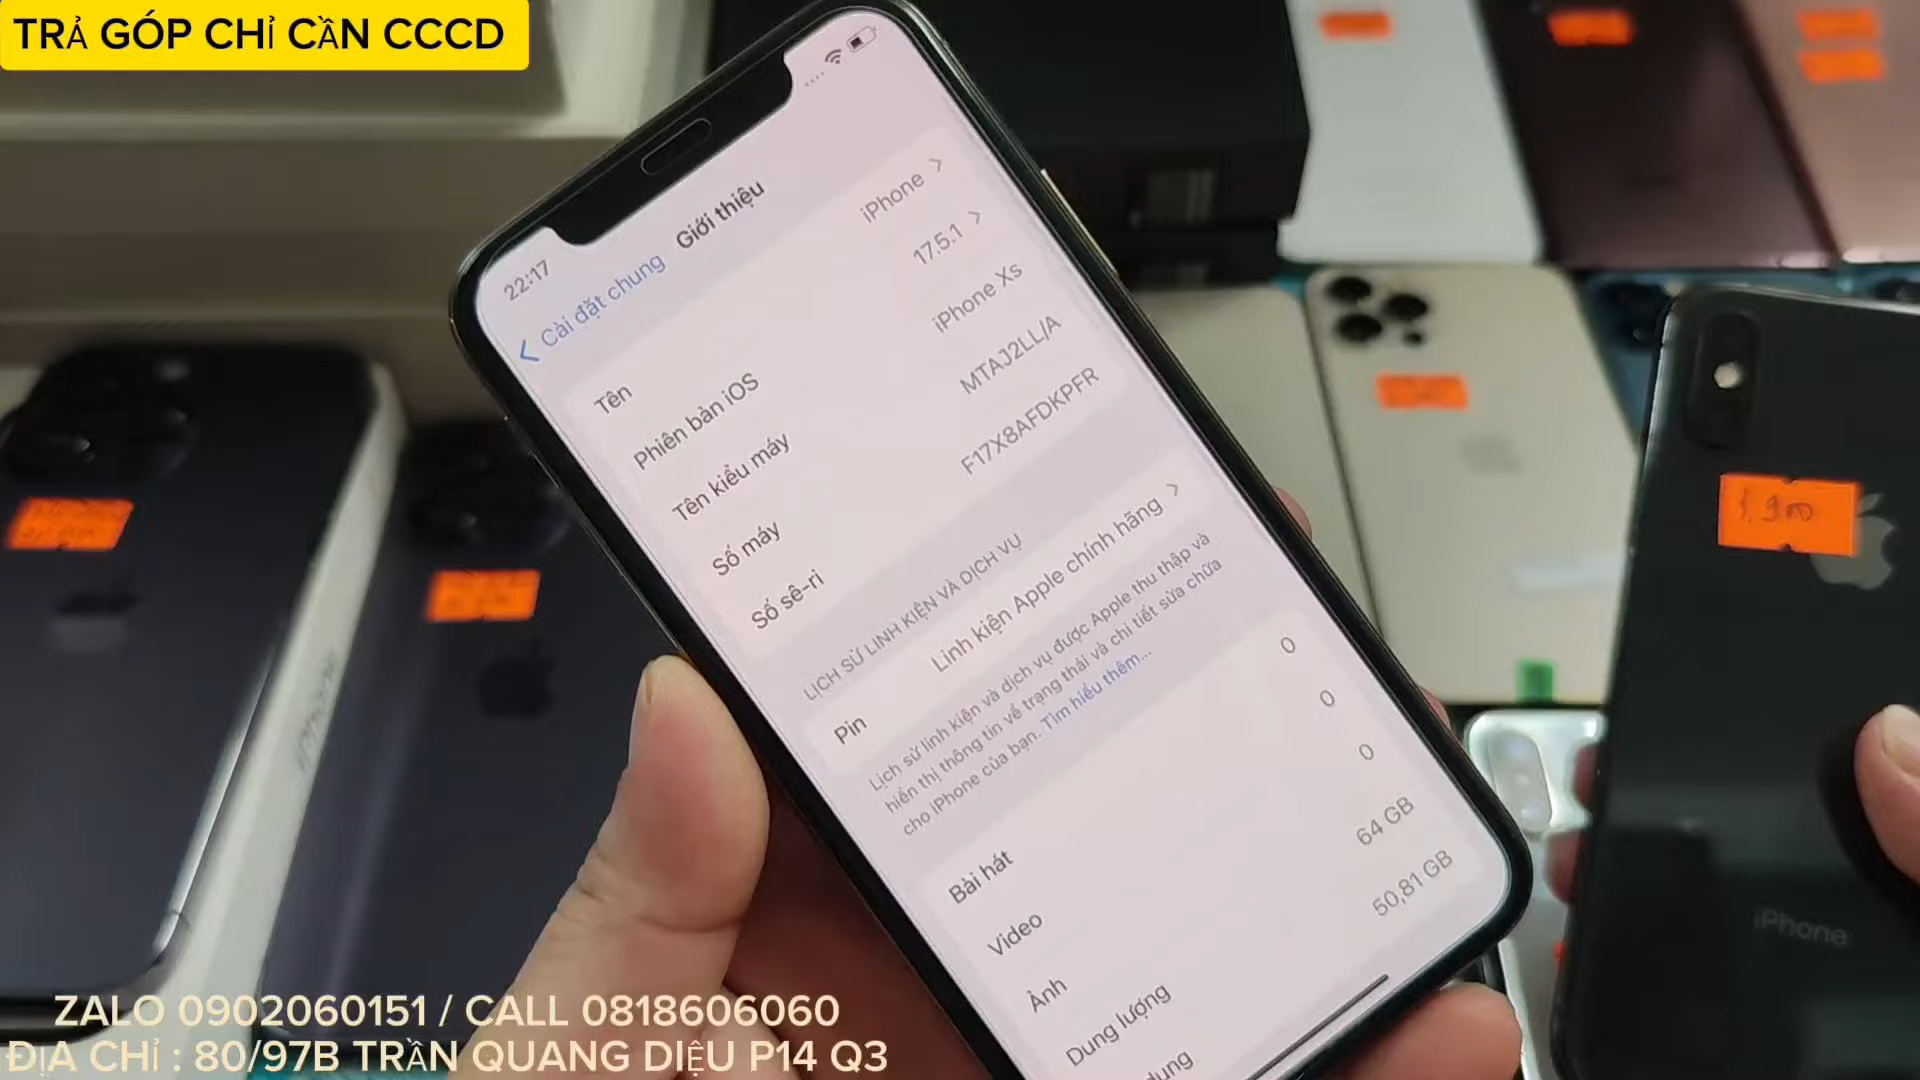 TRẢ GÓP CHỈ CẦN CCCD
22:17
Cài đặt chung
Giới thiệu
Tên
iPhone
Phiên bản iOS
17.5.1
Tên kiểu máy
iPhone Xs
Số máy
MTAJ2LL/A
Số sê-ri
F17X8AFDKPFR
LỊCH SỬ LINH KIỆN VÀ DỊCH VỤ
Pin
Linh kiện Apple chính hãng
Lịch sử linh kiện và dịch vụ được Apple thu thập và
hiển thị thông tin về trạng thái và chi tiết sửa chữa
cho iPhone của bạn. Tìm hiểu thêm...
Bài hát
0
Video
0
Ảnh
0
Dung lượng
64 GB
dụng
50,81 GB
1.900
iPhone
iPhone
ZALO 0902060151 / CALL 0818606060
ĐỊA CHỈ : 80/97B TRẦN QUANG DIỆU P14 Q3